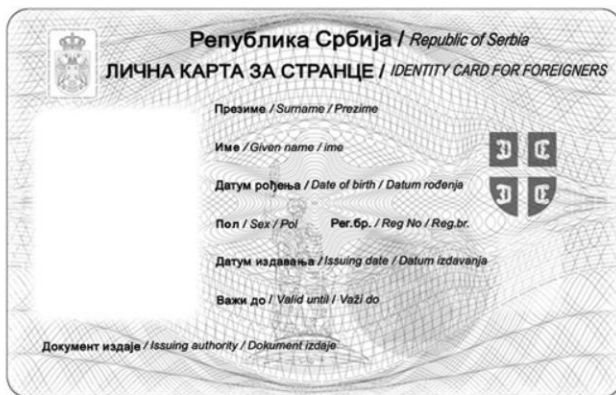 Република Србија / Republic of Serbia
ЛИЧНА КАРТА ЗА СТРАНЦЕ / IDENTITY CARD FOR FOREIGNERS
Презиме / Surname / Prezime
Име / Given name / ime
Датум рођења / Date of birth / Datum rođenja
Пол / Sex / Pol Рег.бр. / Reg No / Reg.br.
Датум издавања / Issuing date / Datum izdavanja
Важи до / Valid until / Važi do
Документ издаје / Issuing authority / Dokument izdaje